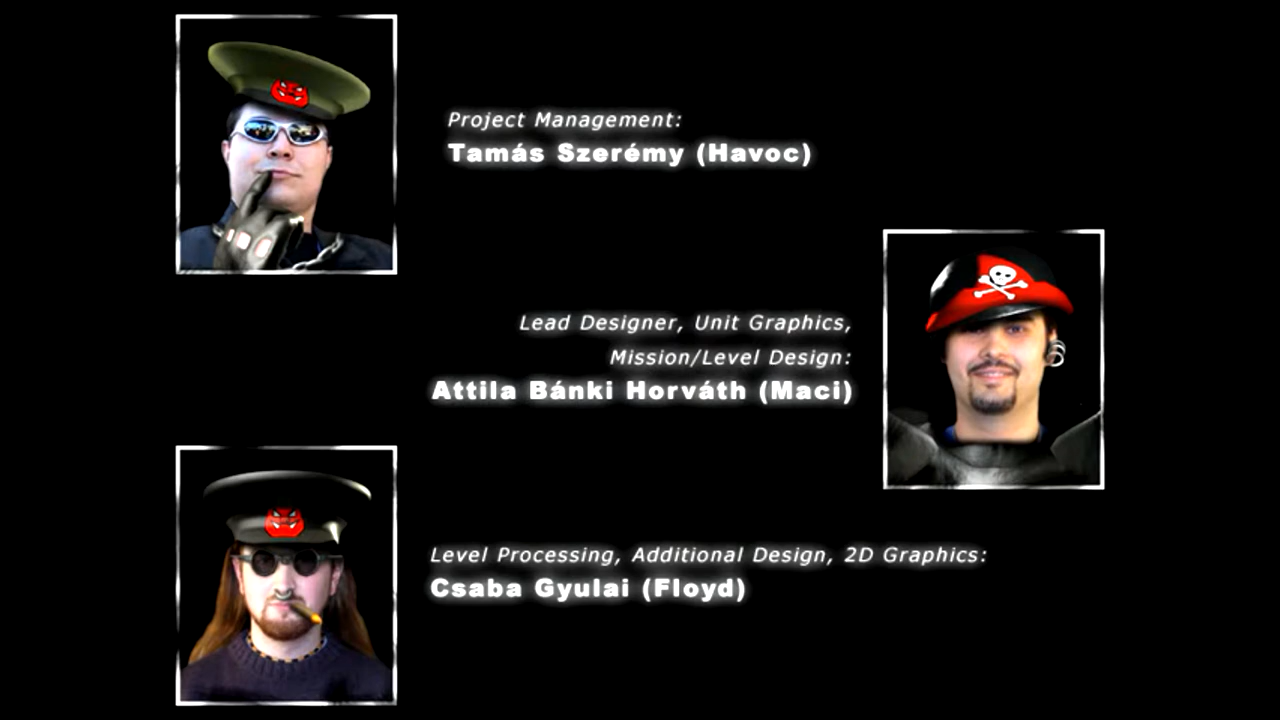 Project Management:
Tamás Szerémy (Havoc)
Lead Designer, Unit Graphics,
Mission/Level Design:
Attila Bánki Horváth (Maci)
Level Processing, Additional Design, 2D Graphics:
Csaba Gyulai (Floyd)